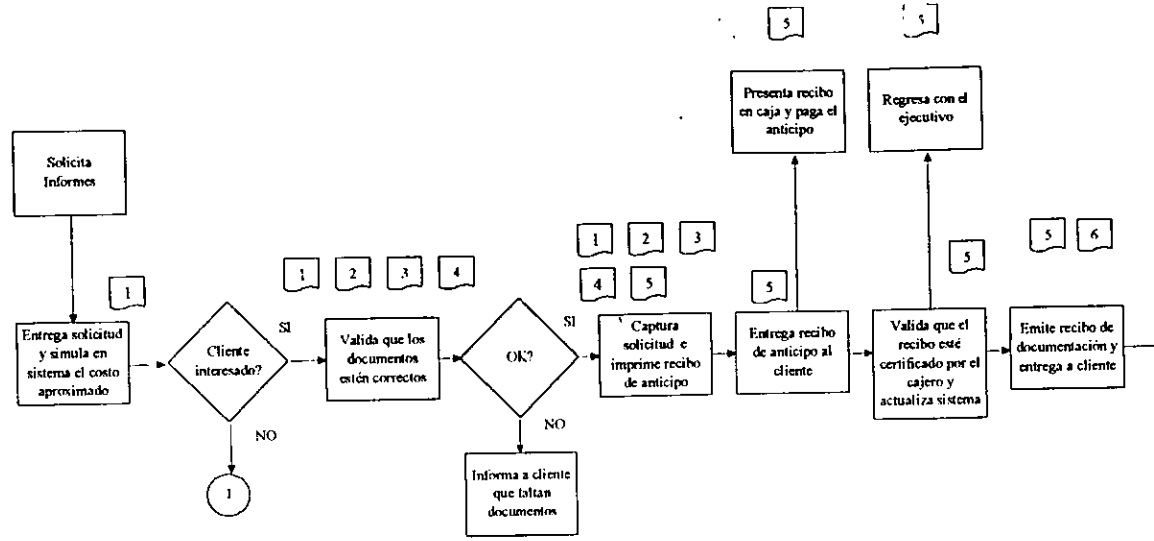 5
5
Presenta recibo
en caja y paga el
anticipo
Regresa con el
ejecutivo
Solicita
Informes
1
2
3
5
6
1
2
3
4
4
5
5
5
1
Entrega solicitud
y simula en
sistema el costo
aproximado
Cliente
interesado?
SI
Valida que los
documentos
estén correctos
OK?
SI
Captura
solicitud e
imprime recibo
de anticipo
Entrega recibo
de anticipo al
cliente
Valida que el
recibo esté
certificado por el
cajero y
actualiza sistema
Emite recibo de
documentación y
entrega a cliente
NO
NO
1
Informa a cliente
que faltan
documentos